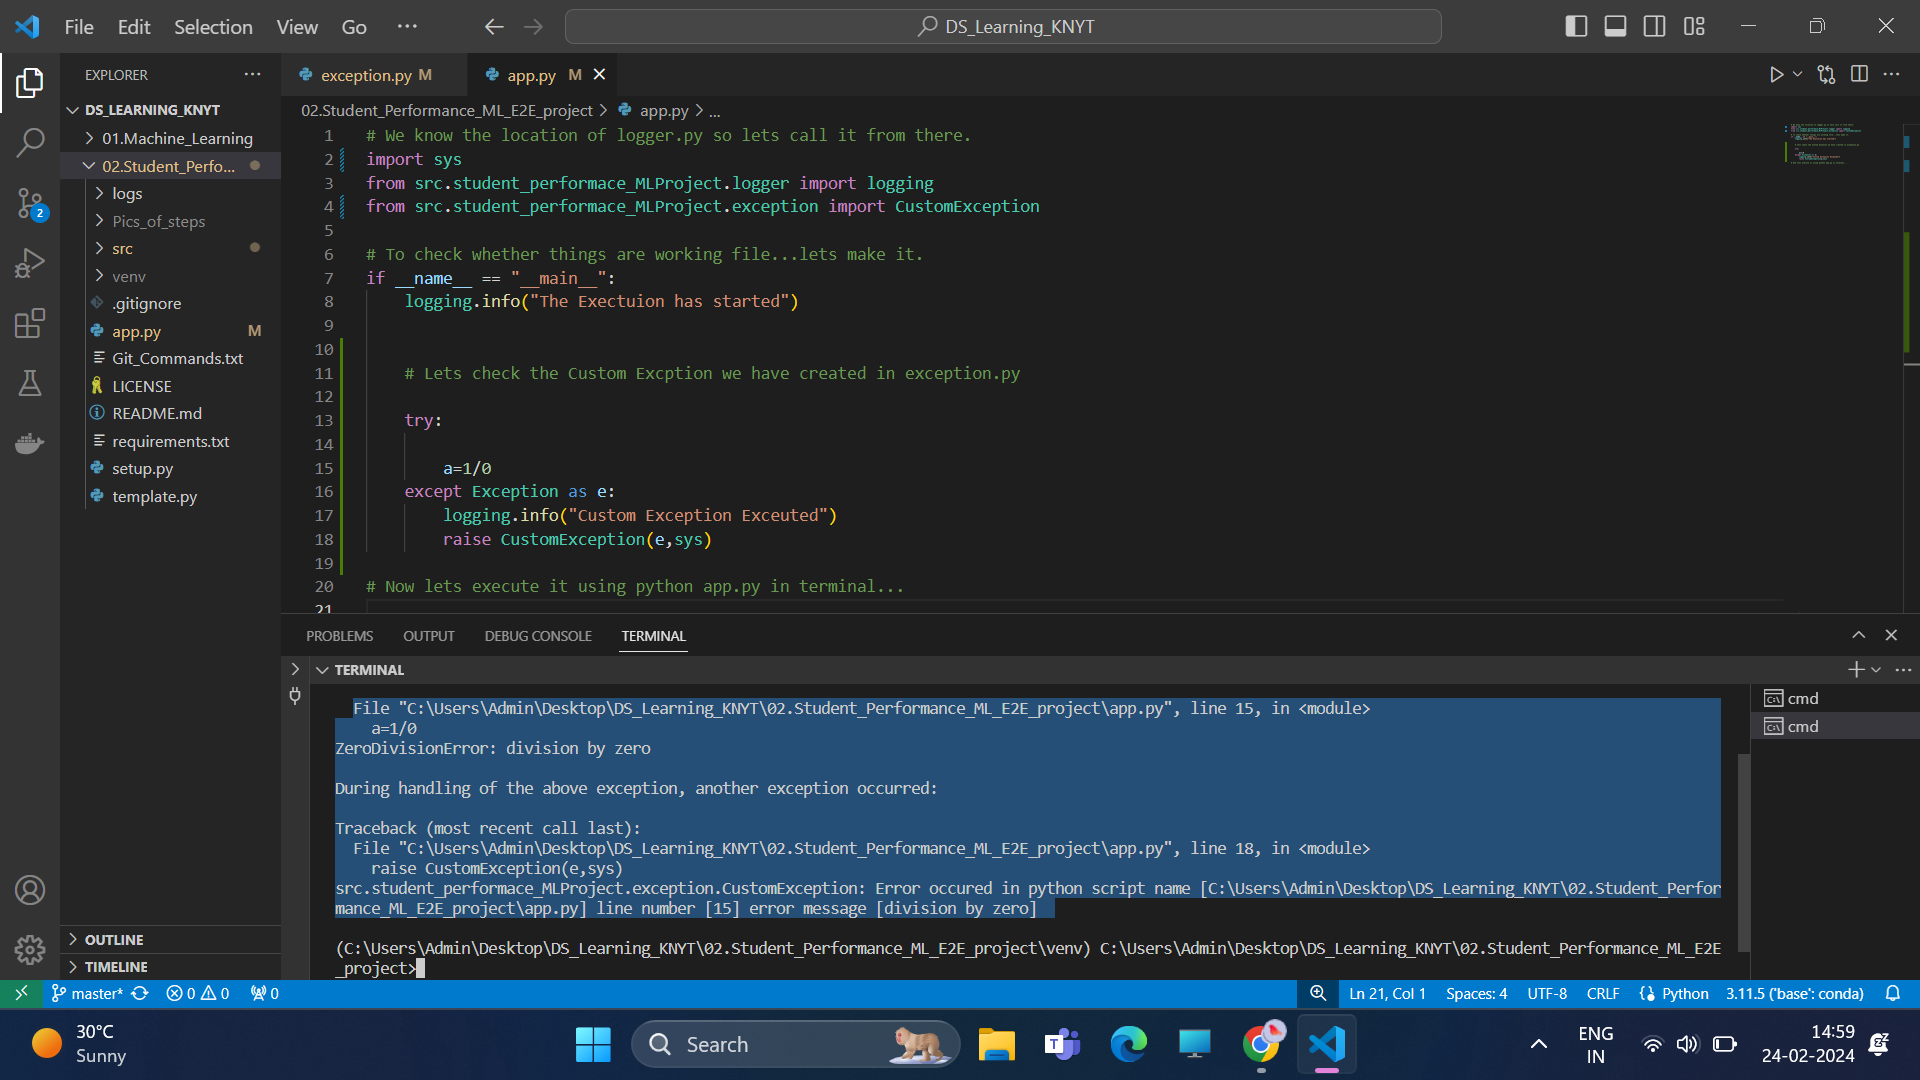 File Edit Selection View Go ···
DS_Learning_KNYT
EXPLORER
DS_LEARNING_KNYT
01.Machine_Learning
02.Student_Perfo...
logs
Pics_of_steps
src
venv
.gitignore
app.py M
Git_Commands.txt
LICENSE
README.md
requirements.txt
setup.py
template.py
OUTLINE
TIMELINE
2
exception.py M
app.py M
02.Student_Performance_ML_E2E_project > app.py > ...
1 # We know the location of logger.py so lets call it from there.
2 import sys
3 from src.student_performace_MLProject.logger import logging
4 from src.student_performace_MLProject.exception import CustomException
5
6 # To check whether things are working file...lets make it.
7 if __name__ == "__main__":
8 logging.info("The Exectuion has started")
9
10
11 # Lets check the Custom Excption we have created in exception.py
12
13 try:
14
15 a=1/0
16 except Exception as e:
17 logging.info("Custom Exception Exceuted")
18 raise CustomException(e,sys)
19
20 # Now lets execute it using python app.py in terminal...
21
PROBLEMS OUTPUT DEBUG CONSOLE TERMINAL
TERMINAL
File "C:\Users\Admin\Desktop\DS_Learning_KNYT\02.Student_Performance_ML_E2E_project\app.py", line 15, in <module>
a=1/0
ZeroDivisionError: division by zero
During handling of the above exception, another exception occurred:
Traceback (most recent call last):
File "C:\Users\Admin\Desktop\DS_Learning_KNYT\02.Student_Performance_ML_E2E_project\app.py", line 18, in <module>
raise CustomException(e,sys)
src.student_performace_MLProject.exception.CustomException: Error occured in python script name [C:\Users\Admin\Desktop\DS_Learning_KNYT\02.Student_Perfor
mance_ML_E2E_project\app.py] line number [15] error message [division by zero]
(C:\Users\Admin\Desktop\DS_Learning_KNYT\02.Student_Performance_ML_E2E_project\venv) C:\Users\Admin\Desktop\DS_Learning_KNYT\02.Student_Performance_ML_E2E
_project>
cmd
cmd
master* 0 0 0
Ln 21, Col 1 Spaces: 4 UTF-8 CRLF Python 3.11.5 ('base': conda)
30°C
Sunny
Search
ENG
IN
14:59
24-02-2024